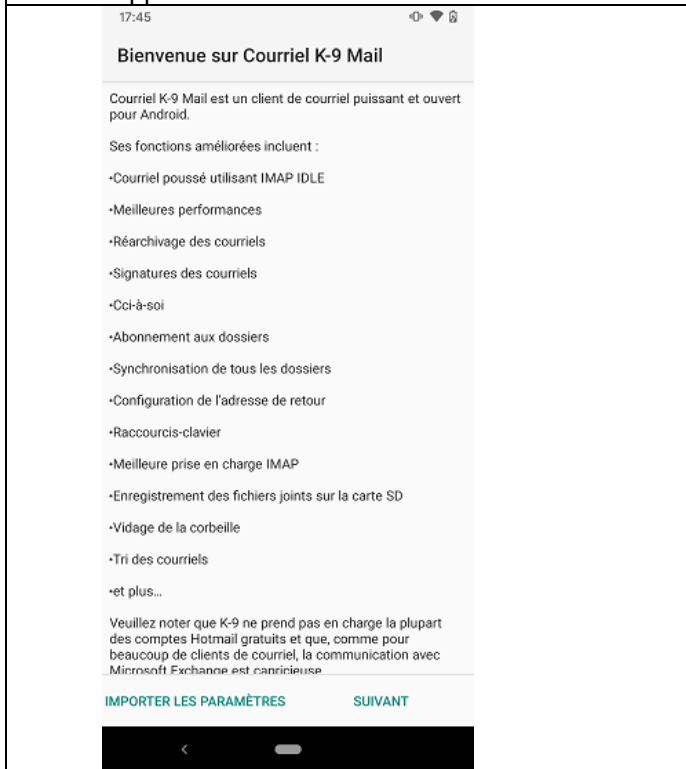 17:45
Bienvenue sur Courriel K-9 Mail
Courriel K-9 Mail est un client de courriel puissant et ouvert
pour Android.
Ses fonctions améliorées incluent :
•Courriel poussé utilisant IMAP IDLE
•Meilleures performances
•Réarchivage des courriels
•Signatures des courriels
•Cci-à-soi
•Abonnement aux dossiers
•Synchronisation de tous les dossiers
•Configuration de l'adresse de retour
•Raccourcis-clavier
•Meilleure prise en charge IMAP
•Enregistrement des fichiers joints sur la carte SD
•Vidage de la corbeille
•Tri des courriels
•et plus…
Veuillez noter que K-9 ne prend pas en charge la plupart
des comptes Hotmail gratuits et que, comme pour
beaucoup de clients de courriel, la communication avec
Microsoft Exchange est capricieuse
IMPORTER LES PARAMÈTRES
SUIVANT